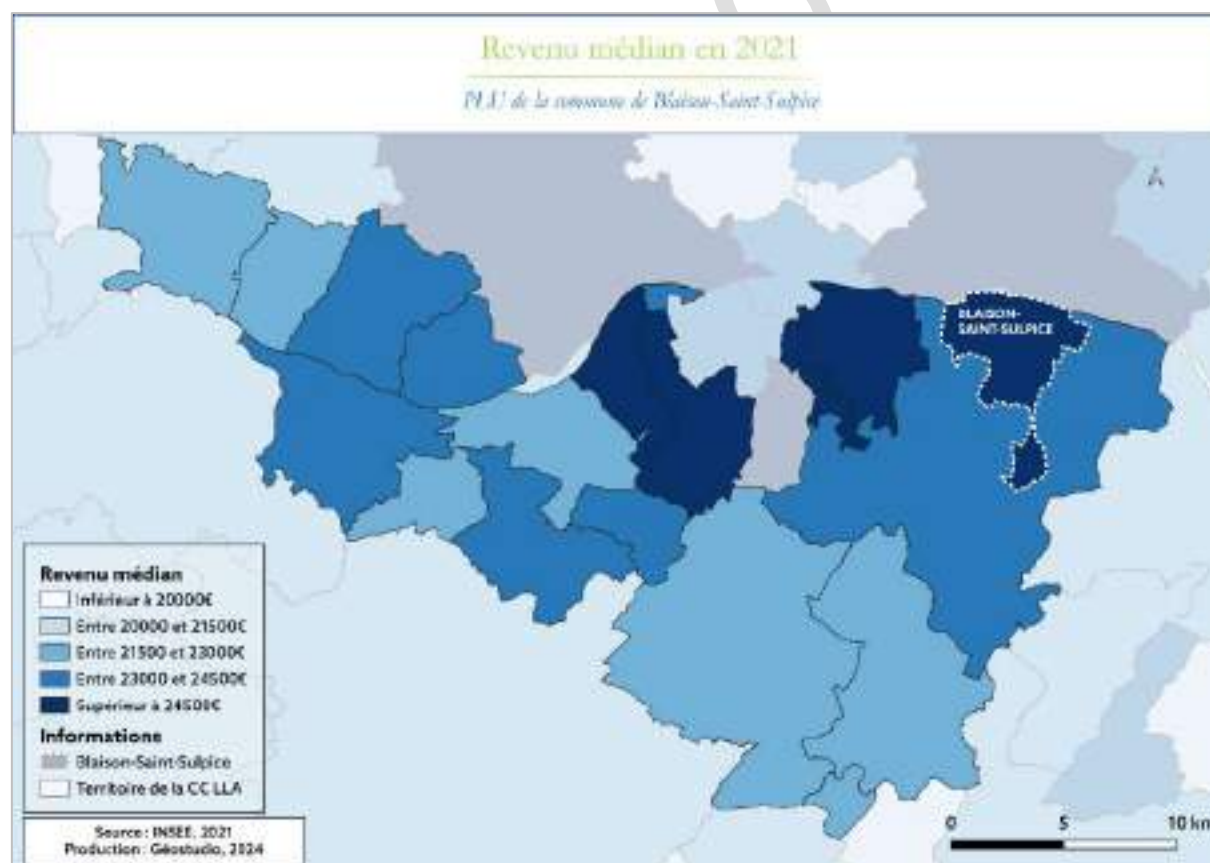 Revenu médian en 2021
PLU de la commune de Blaison-Saint-Sulpice
BLAISON-
SAINT-SULPICE
Revenu médian
Inférieur à 20000€
Entre 20000 et 21500€
Entre 21500 et 23000€
Entre 23000 et 24500€
Supérieur à 24500€
Informations
Blaison-Saint-Sulpice
Territoire de la CC LLA
Source : INSEE, 2021
Production : Géostudio, 2024
0 5 10 km